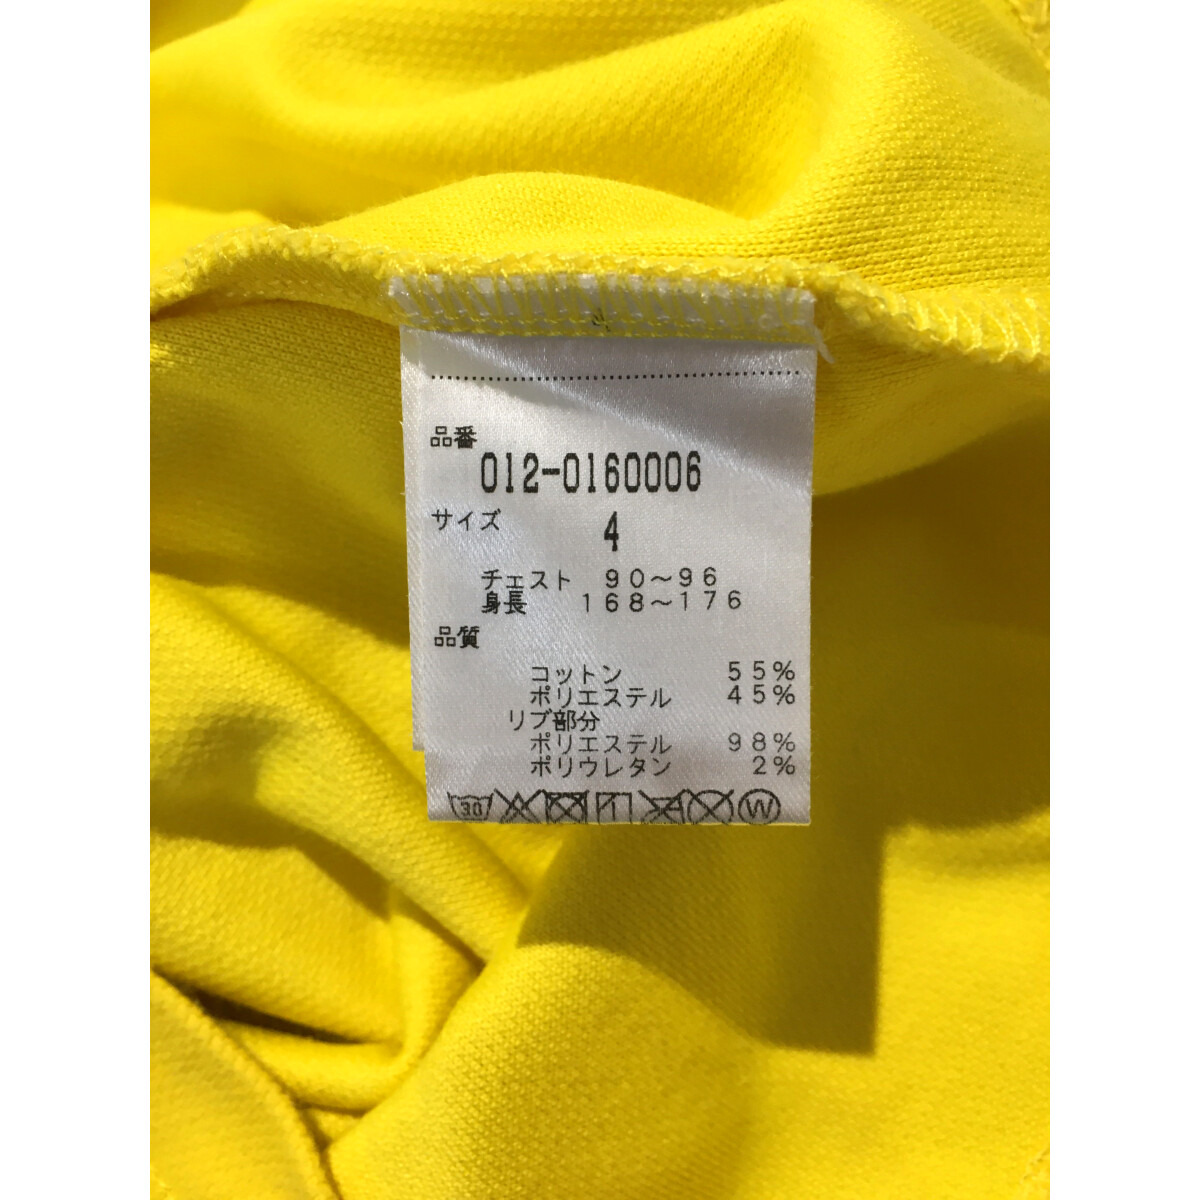 品番
012-0160006
サイズ 4
チェスト 90～96
身長 168～176
品質
コットン 55%
ポリエステル 45%
リブ部分
ポリエステル 98%
ポリウレタン 2%
30 W